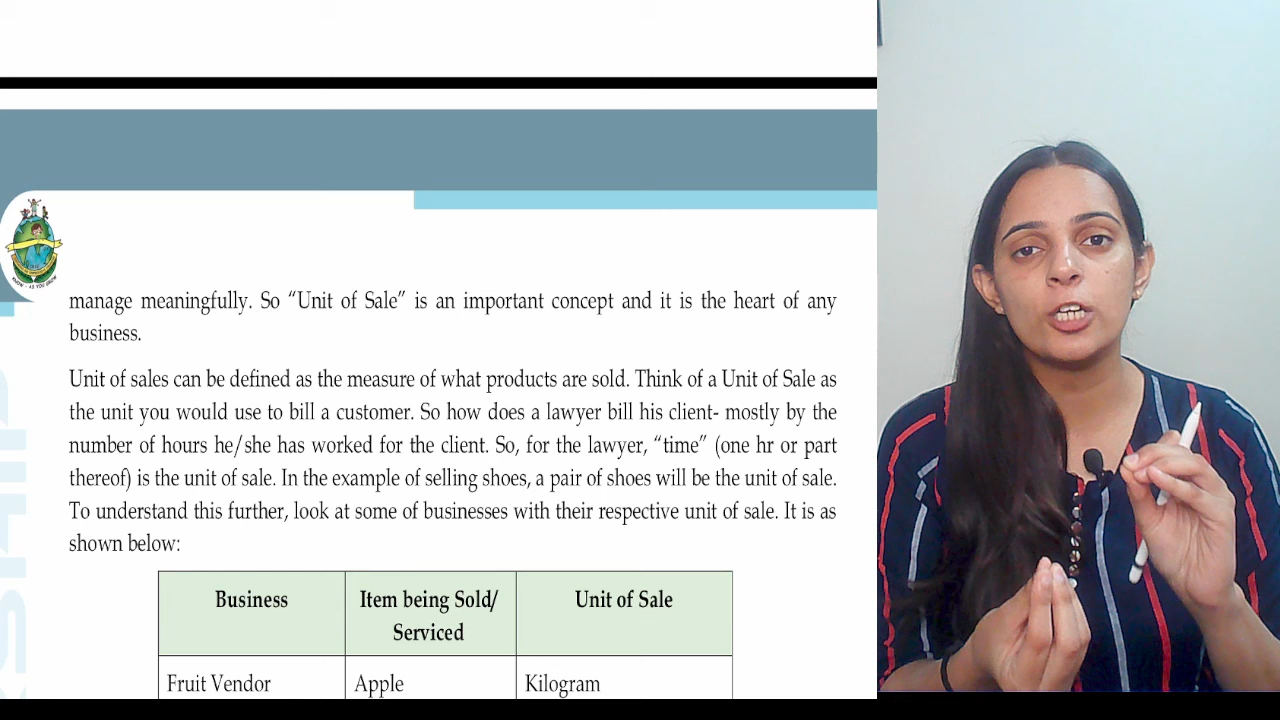 manage meaningfully. So “Unit of Sale” is an important concept and it is the heart of any
business.
Unit of sales can be defined as the measure of what products are sold. Think of a Unit of Sale as
the unit you would use to bill a customer. So how does a lawyer bill his client- mostly by the
number of hours he/she has worked for the client. So, for the lawyer, “time” (one hr or part
thereof) is the unit of sale. In the example of selling shoes, a pair of shoes will be the unit of sale.
To understand this further, look at some of businesses with their respective unit of sale. It is as
shown below:
Business
Item being Sold/
Serviced
Unit of Sale
Fruit Vendor
Apple
Kilogram